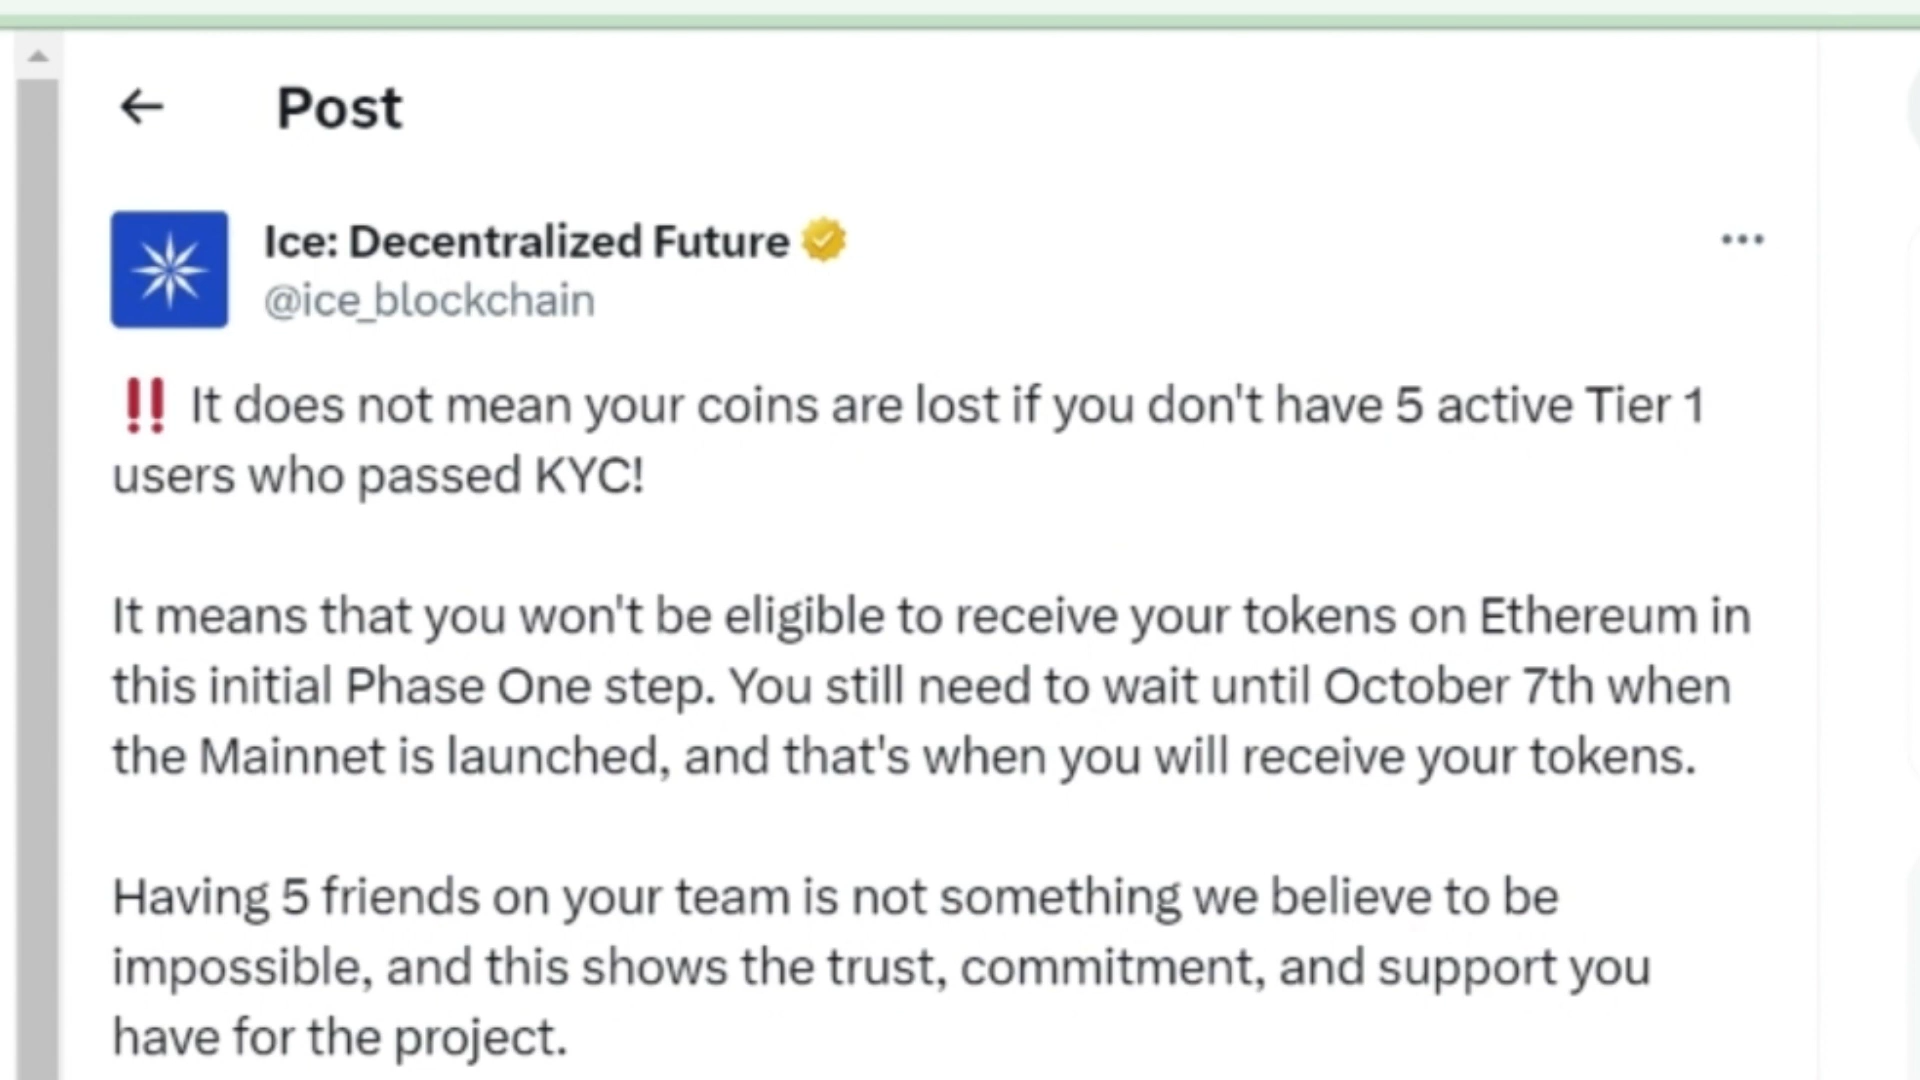 Post
Ice: Decentralized Future
@ice_blockchain
‼️ It does not mean your coins are lost if you don't have 5 active Tier 1
users who passed KYC!
It means that you won't be eligible to receive your tokens on Ethereum in
this initial Phase One step. You still need to wait until October 7th when
the Mainnet is launched, and that's when you will receive your tokens.
Having 5 friends on your team is not something we believe to be
impossible, and this shows the trust, commitment, and support you
have for the project.